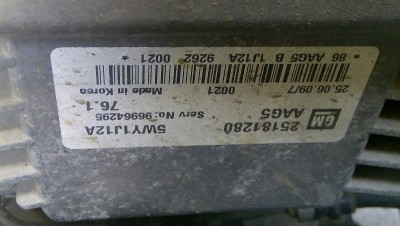 GM 25181280
AAG5
5WY1J12A
Serv No:96964295
76.1
25.06.09/7 0021 Made in Korea
* 86 AAG5 B 1J12A 9262 0021 *